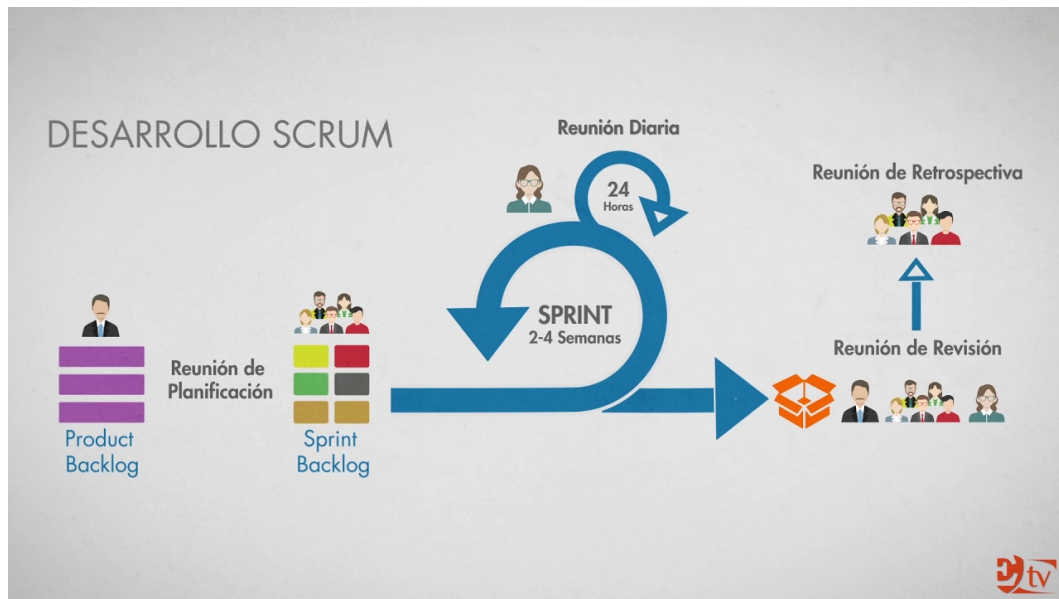 DESARROLLO SCRUM
Reunión Diaria
24
Horas
Reunión de Retrospectiva
SPRINT
2-4 Semanas
Reunión de Revisión
Reunión de
Planificación
Product
Backlog
Sprint
Backlog
E tv